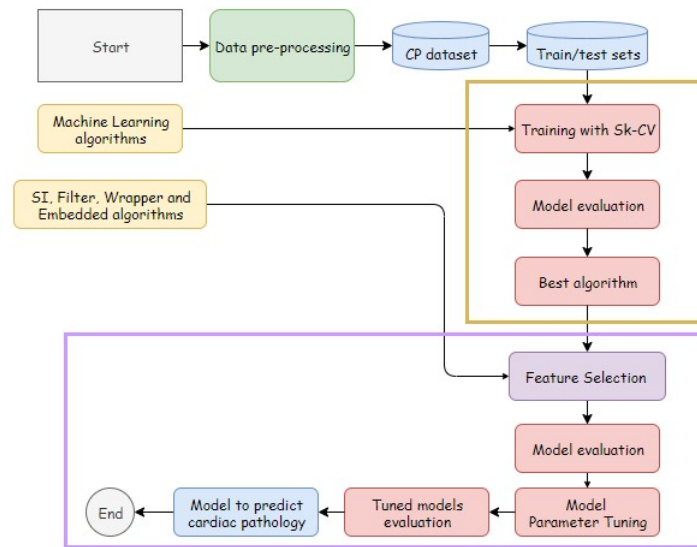 Start
Data pre-processing
CP dataset
Train/test sets
Machine Learning
algorithms
Training with Sk-CV
SI, Filter, Wrapper and
Embedded algorithms
Model evaluation
Best algorithm
Feature Selection
Model evaluation
End
Model to predict
cardiac pathology
Tuned models
evaluation
Model
Parameter Tuning